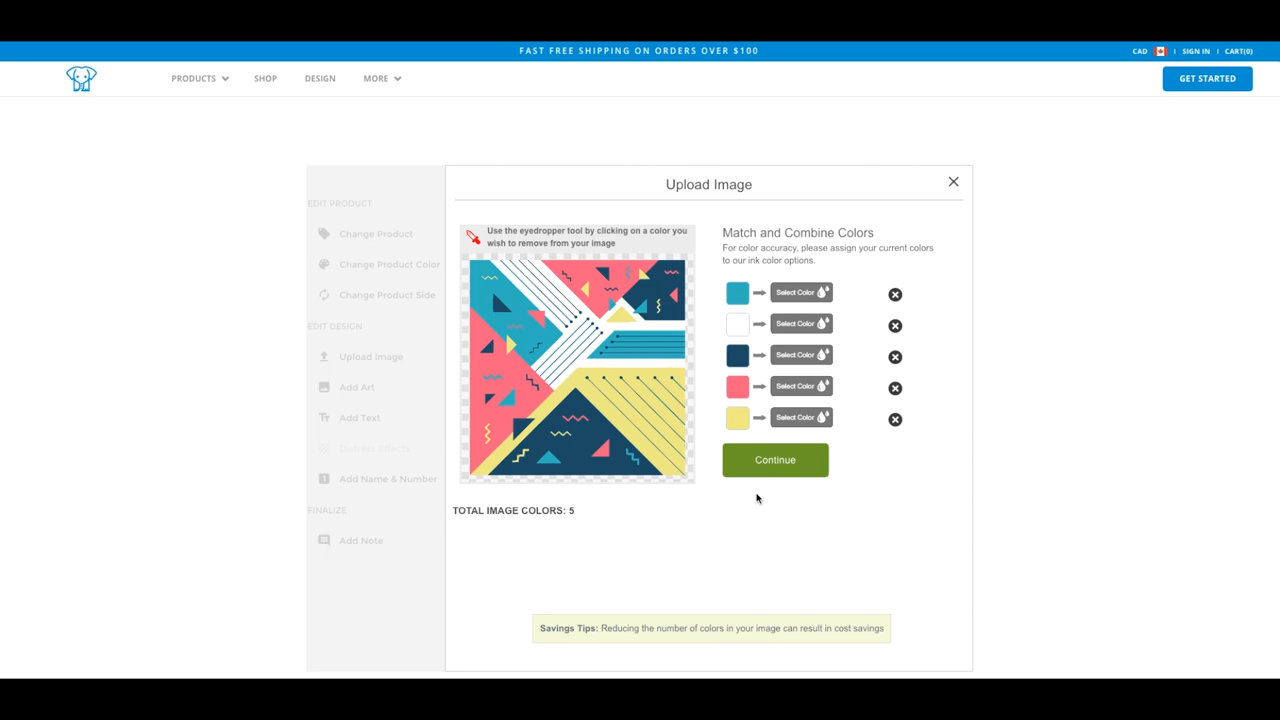 FAST FREE SHIPPING ON ORDERS OVER $100
CAD | SIGN IN | CART(0)
PRODUCTS SHOP DESIGN MORE
GET STARTED
Upload Image
EDIT PRODUCT
Change Product
Change Product Color
Change Product Side
EDIT DESIGN
Upload Image
Add Art
Add Text
Add Name & Number
FINALIZE
Add Note
Use the eyedropper tool by clicking on a color you
wish to remove from your image
TOTAL IMAGE COLORS: 5
Match and Combine Colors
For color accuracy, please assign your current colors
to our ink color options.
Select Color
Select Color
Select Color
Select Color
Select Color
Continue
Savings Tips: Reducing the number of colors in your image can result in cost savings